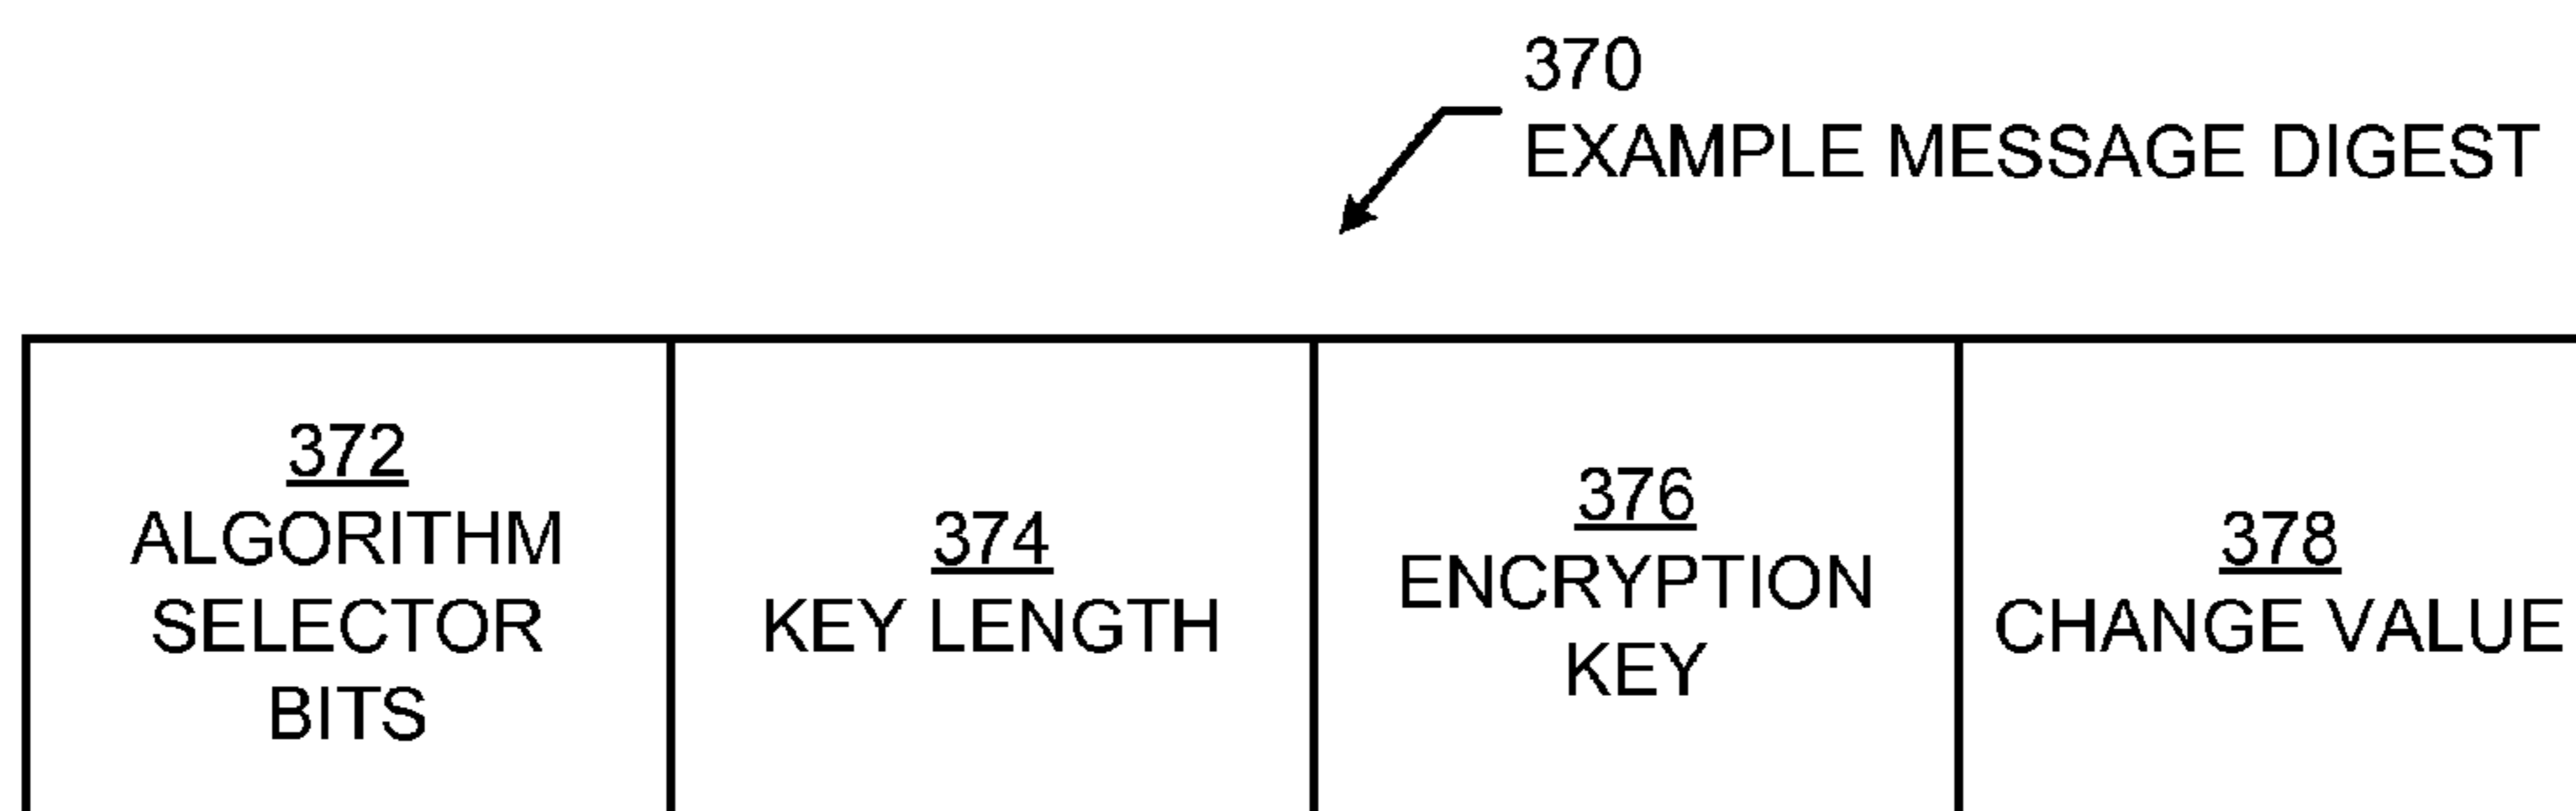 370
EXAMPLE MESSAGE DIGEST
372
ALGORITHM
SELECTOR
BITS
374
KEY LENGTH
376
ENCRYPTION
KEY
378
CHANGE VALUE